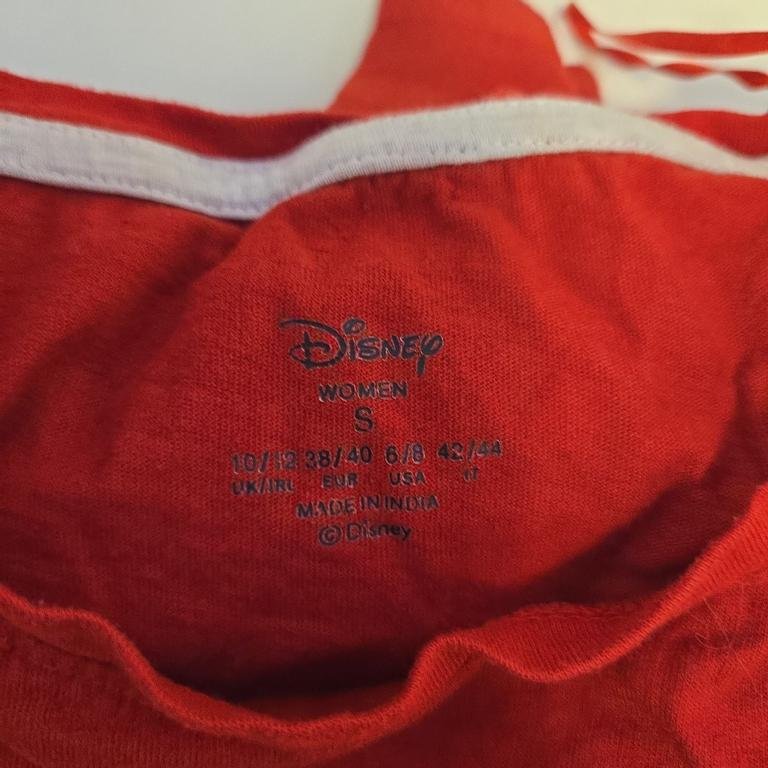 Disney
WOMEN
S
10/12 38/40 6/8 42/44
UK/IRL EUR USA IT
MADE IN INDIA
©Disney